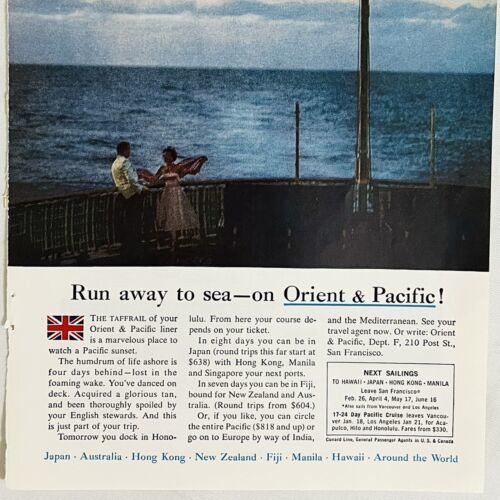 Run away to sea—on Orient & Pacific!
THE TAFFRAIL of your
Orient & Pacific liner
is a marvelous place to
watch a Pacific sunset.
The humdrum of life ashore is
four days behind—lost in the
foaming wake. You've danced on
deck. Acquired a glorious tan,
and been thoroughly spoiled by
your English stewards. And this
is just part of your trip.
Tomorrow you dock in Hono-
lulu. From here your course de-
pends on your ticket.
In eight days you can be in
Japan (round trips this far start at
$638) with Hong Kong, Manila
and Singapore your next ports.
In seven days you can be in Fiji,
bound for New Zealand and Aus-
tralia. (Round trips from $604.)
Or, if you like, you can circle
the entire Pacific ($818 and up) or
go on to Europe by way of India,
and the Mediterranean. See your
travel agent now. Or write: Orient
& Pacific, Dept. F, 210 Post St.,
San Francisco.
NEXT SAILINGS
TO HAWAII · JAPAN · HONG KONG · MANILA
Leave San Francisco*
Feb. 26, April 4, May 17, June 16
*Also sails from Vancouver and Los Angeles
17-24 Day Pacific Cruise leaves Vancou-
ver Jan. 18, Los Angeles Jan 21, for Aca-
pulco, Hilo and Honolulu. Fares from $330.
Cunard Line, General Passenger Agents in U.S. & Canada
Japan · Australia · Hong Kong · New Zealand · Fiji · Manila · Hawaii · Around the World